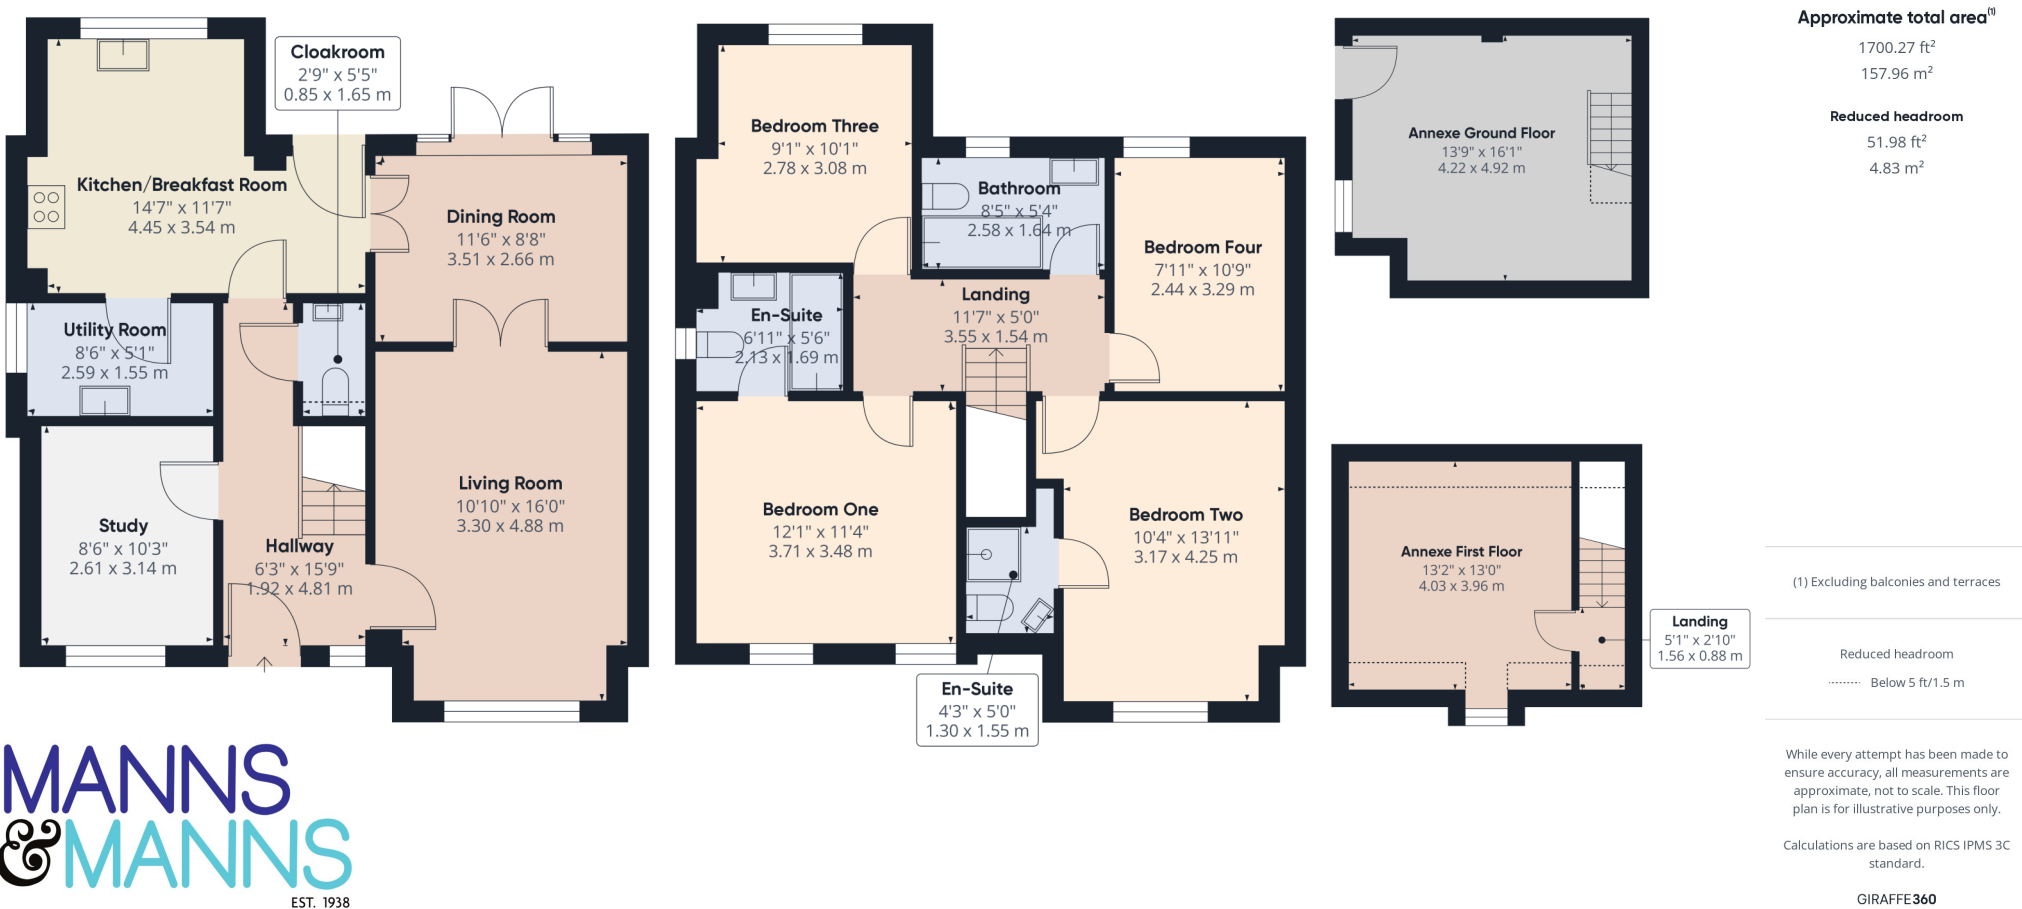 Cloakroom
2'9" x 5'5"
0.85 x 1.65 m
Kitchen/Breakfast Room
14'7" x 11'7"
4.45 x 3.54 m
Dining Room
11'6" x 8'8"
3.51 x 2.66 m
Utility Room
8'6" x 5'1"
2.59 x 1.55 m
Study
8'6" x 10'3"
2.61 x 3.14 m
Hallway
6'3" x 15'9"
1.92 x 4.81 m
Living Room
10'10" x 16'0"
3.30 x 4.88 m
Bedroom Three
9'1" x 10'1"
2.78 x 3.08 m
Bathroom
8'5" x 5'4"
2.58 x 1.64 m
Bedroom Four
7'11" x 10'9"
2.44 x 3.29 m
Landing
11'7" x 5'0"
3.55 x 1.54 m
En-Suite
6'11" x 5'6"
2.13 x 1.69 m
Bedroom One
12'1" x 11'4"
3.71 x 3.48 m
Bedroom Two
10'4" x 13'11"
3.17 x 4.25 m
En-Suite
4'3" x 5'0"
1.30 x 1.55 m
Annexe Ground Floor
13'9" x 16'1"
4.22 x 4.92 m
Annexe First Floor
13'2" x 13'0"
4.03 x 3.96 m
Landing
5'1" x 2'10"
1.56 x 0.88 m
Approximate total area⁽¹⁾
1700.27 ft²
157.96 m²
Reduced headroom
51.98 ft²
4.83 m²
(1) Excluding balconies and terraces
Reduced headroom
Below 5 ft/1.5 m
While every attempt has been made to
ensure accuracy, all measurements are
approximate, not to scale. This floor
plan is for illustrative purposes only.
Calculations are based on RICS IPMS 3C
standard.
GIRAFFE360
MANNS
&MANNS
EST. 1938